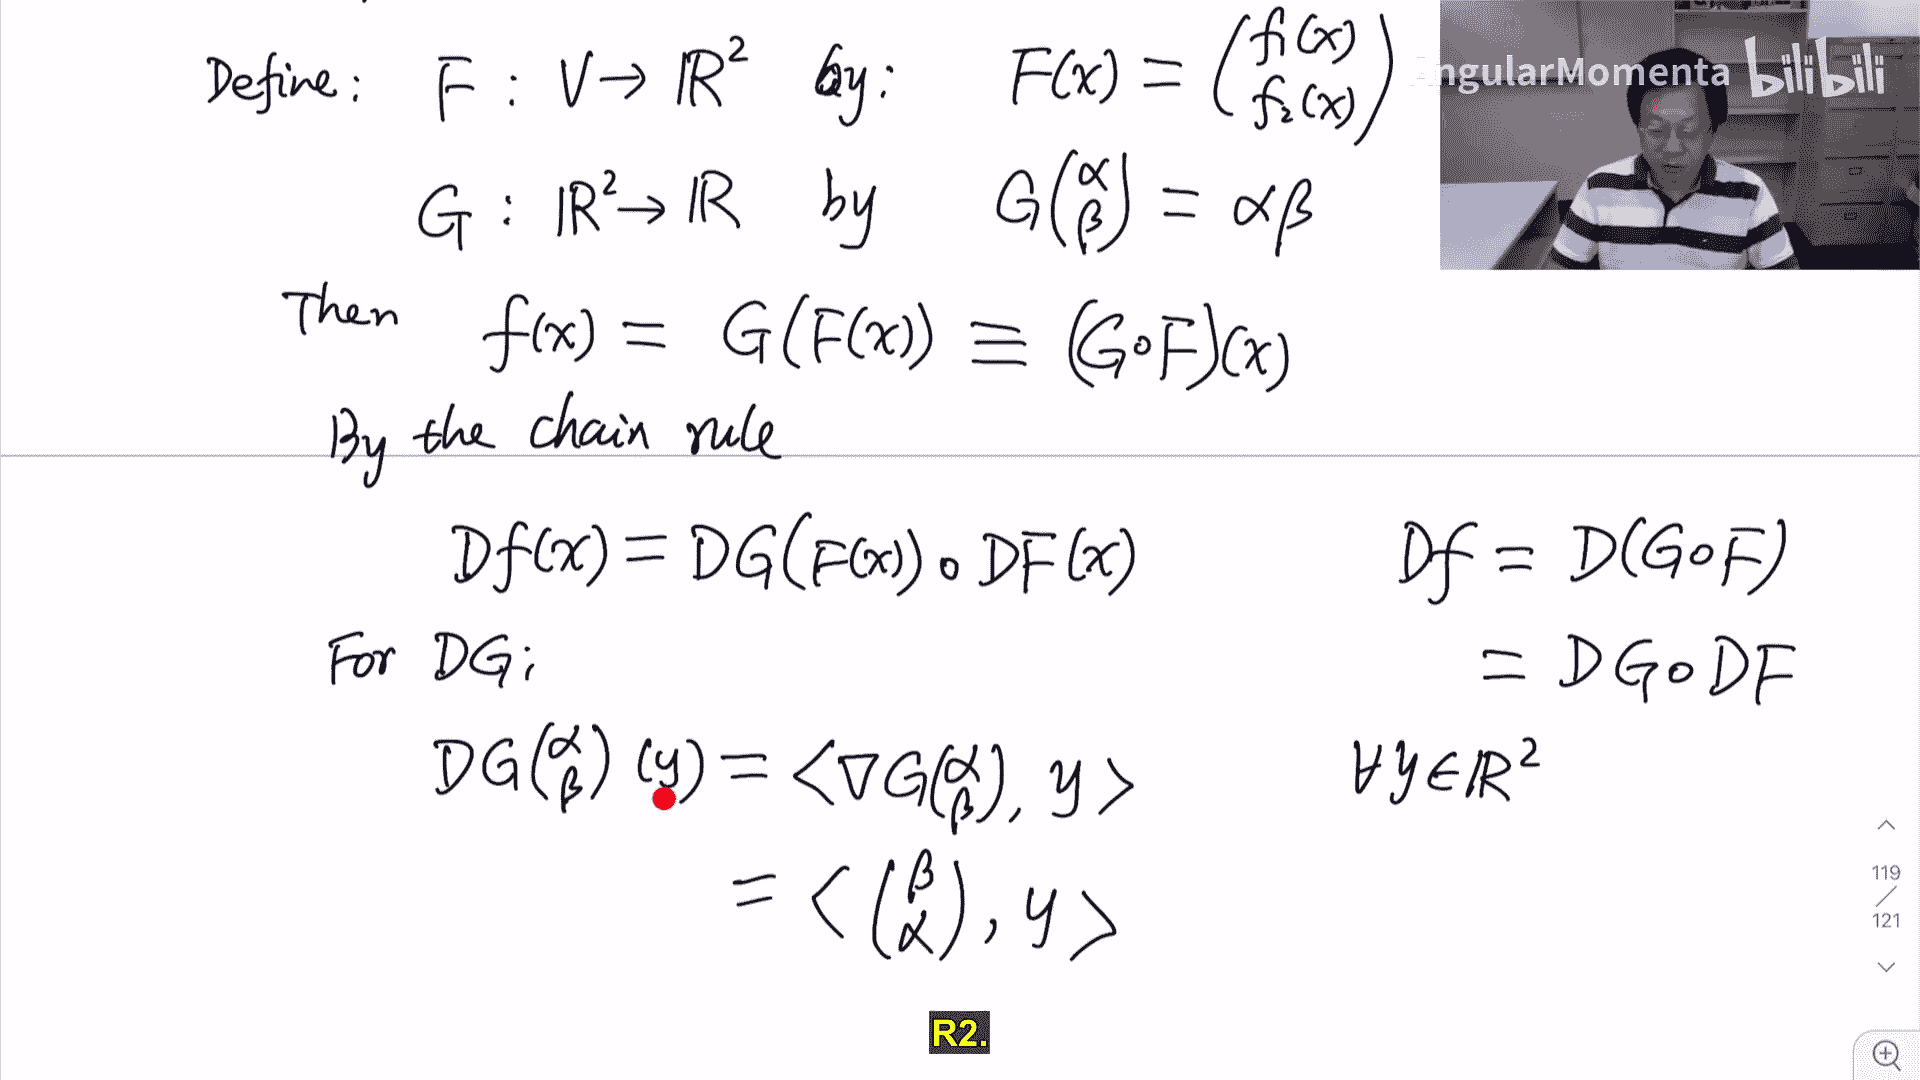 Define: F : V → ℝ² by: F(x) = (f₁(x) f₂(x))
ngularMomenta bilibili
G : ℝ² → ℝ by G(α β) = αβ
Then f(x) = G(F(x)) ≡ (G∘F)(x)
By the chain rule
Df(x) = DG(F(x)) ∘ DF(x) Df = D(G∘F)
For DG; = DG∘DF
DG(α β)(y) = <∇G(α β), y> ∀y∈ℝ²
= <(β α), y>
119
/
121
R2.